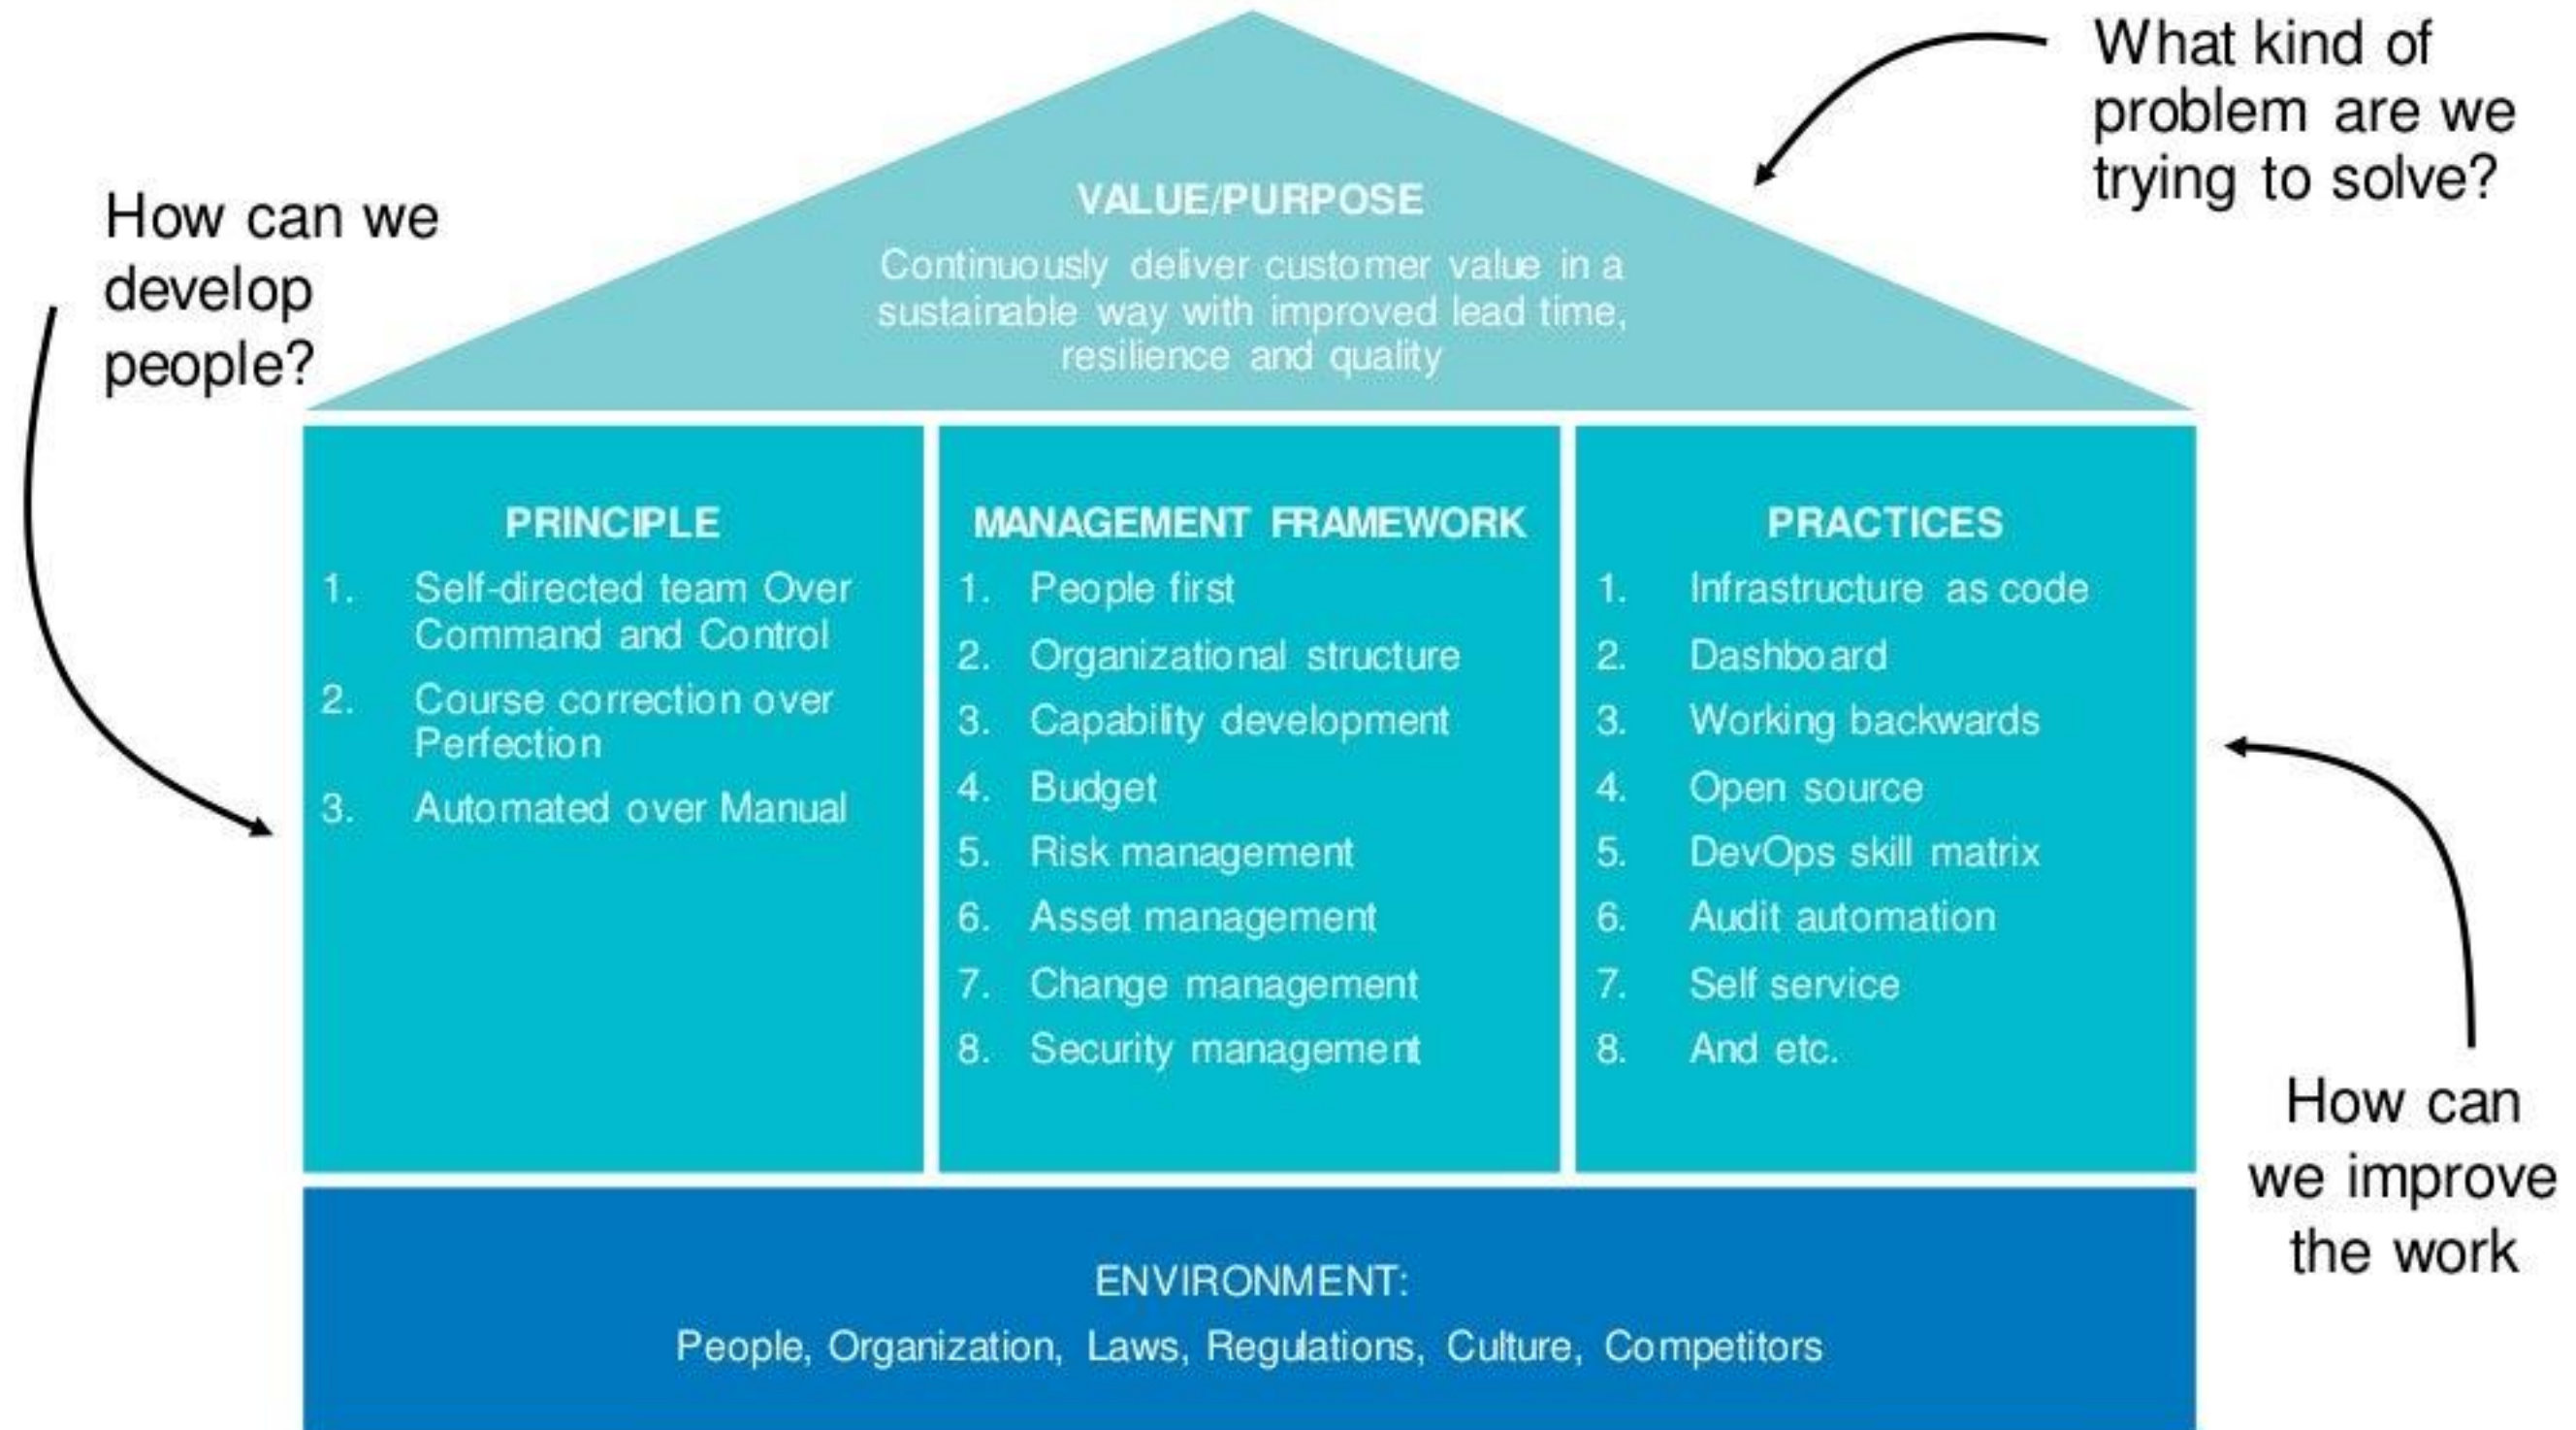 What kind of
problem are we
trying to solve?
How can we
develop
people?
VALUE/PURPOSE
Continuously deliver customer value in a
sustainable way with improved lead time,
resilience and quality
PRINCIPLE
1. Self-directed team Over
Command and Control
2. Course correction over
Perfection
3. Automated over Manual
MANAGEMENT FRAMEWORK
1. People first
2. Organizational structure
3. Capability development
4. Budget
5. Risk management
6. Asset management
7. Change management
8. Security management
PRACTICES
1. Infrastructure as code
2. Dashboard
3. Working backwards
4. Open source
5. DevOps skill matrix
6. Audit automation
7. Self service
8. And etc.
How can
we improve
the work
ENVIRONMENT:
People, Organization, Laws, Regulations, Culture, Competitors